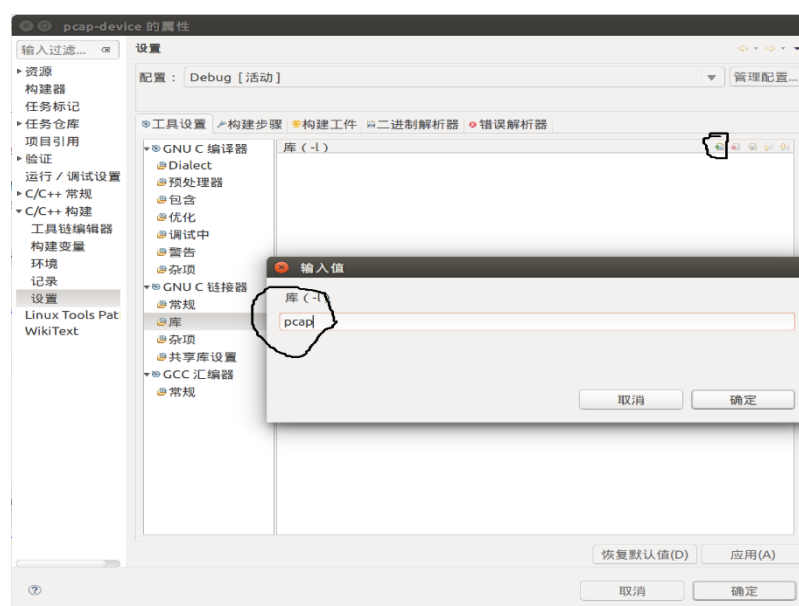 pcap-device 的属性
输入过滤...
设置
▸资源
构建器
任务标记
▸任务仓库
项目引用
▸验证
运行 / 调试设置
▸C/C++ 常规
▾C/C++ 构建
工具链编辑器
构建变量
环境
记录
设置
Linux Tools Pat
WikiText
配置： Debug [活动]
管理配置...
工具设置 构建步骤 构建工件 二进制解析器 错误解析器
▾GNU C 编译器
Dialect
预处理器
包含
优化
调试中
警告
杂项
▾GNU C 链接器
常规
库
杂项
共享库设置
▾GCC 汇编器
常规
库 ( -l )
输入值
库 ( -l )
pcap
取消 确定
恢复默认值(D) 应用(A)
取消 确定